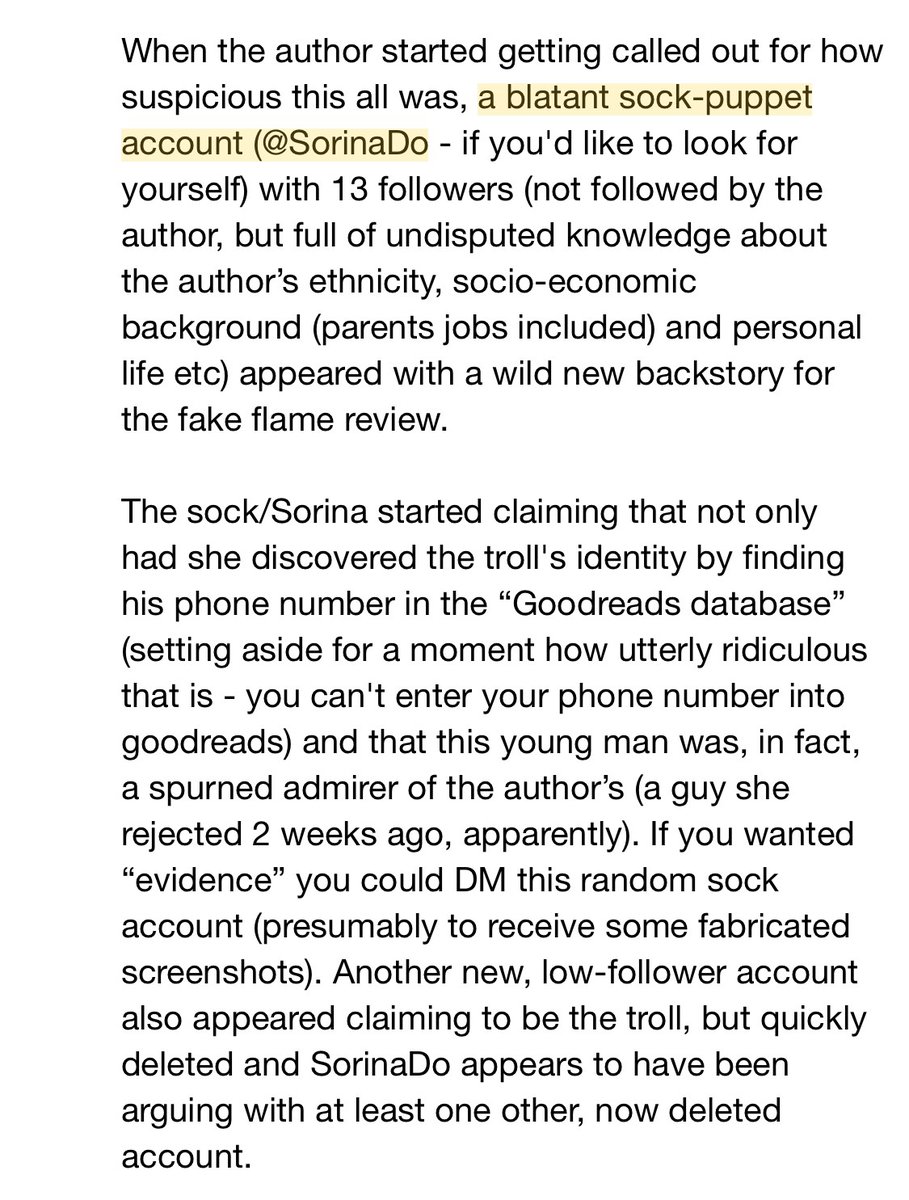 When the author started getting called out for how
suspicious this all was, a blatant sock-puppet
account (@SorinaDo - if you'd like to look for
yourself) with 13 followers (not followed by the
author, but full of undisputed knowledge about
the author’s ethnicity, socio-economic
background (parents jobs included) and personal
life etc) appeared with a wild new backstory for
the fake flame review.
The sock/Sorina started claiming that not only
had she discovered the troll's identity by finding
his phone number in the “Goodreads database”
(setting aside for a moment how utterly ridiculous
that is - you can't enter your phone number into
goodreads) and that this young man was, in fact,
a spurned admirer of the author’s (a guy she
rejected 2 weeks ago, apparently). If you wanted
“evidence” you could DM this random sock
account (presumably to receive some fabricated
screenshots). Another new, low-follower account
also appeared claiming to be the troll, but quickly
deleted and SorinaDo appears to have been
arguing with at least one other, now deleted
account.